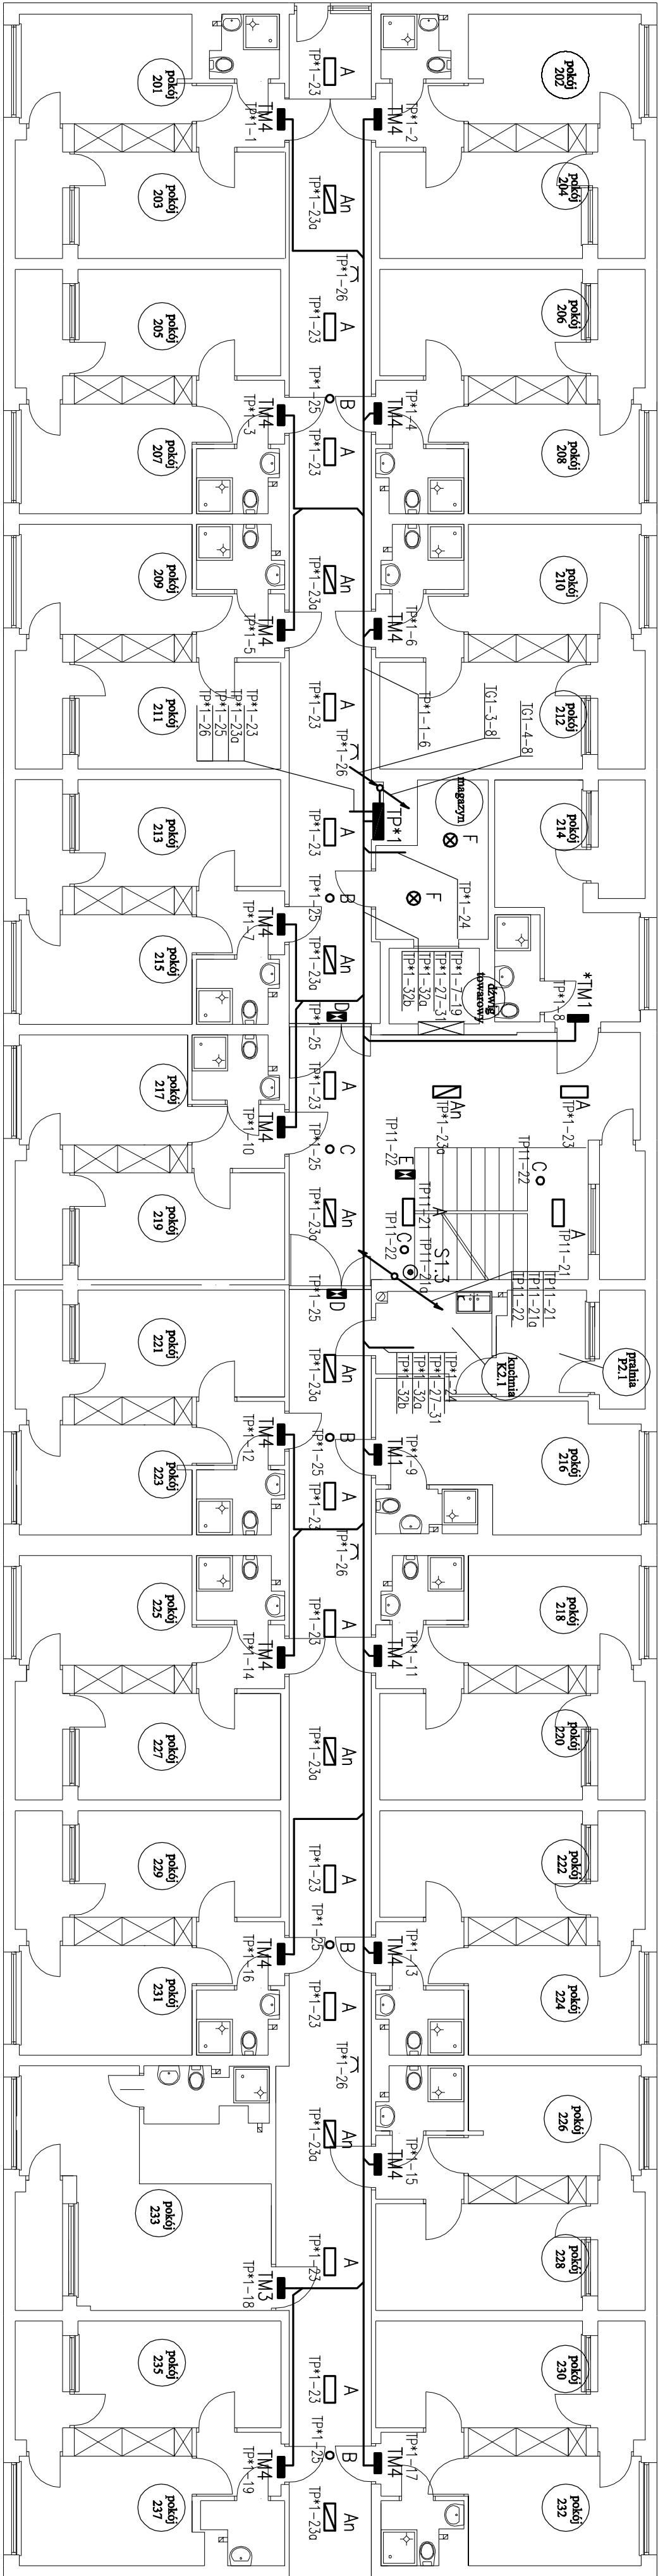 pokój
201
TM4
TP*1-1
A
TP*1-23
TM4
TP*1-2
pokój
202
pokój
203
An
TP*1-23a
pokój
204
TP*1-26
pokój
205
A
TP*1-23
pokój
206
B
TP*1-25
TM4
TP*1-3
TM4
TP*1-4
pokój
207
A
TP*1-23
pokój
208
pokój
209
An
TP*1-23a
pokój
210
TM4
TP*1-5
TM4
TP*1-6
pokój
211
A
TP*1-23
TP*1-1-6
TG1-3-8
TG1-4-8
pokój
212
TP*1-23
TP*1-23a
TP*1-25
TP*1-26
TP*1-26
magazyn
pokój
213
A
TP*1-23
TP*1
F
pokój
214
B
TP*1-25
F
TP*1-24
TM4
TP*1-7
pokój
215
An
TP*1-23a
TP*1-7-19
TP*1-27-31
TP*1-32a
TP*1-32b
dźwig
towarowy
*TM1
TP*1-8
D
TP*1-25
pokój
217
A
TP*1-23
An
TP*1-23a
A
TP*1-23
TM4
TP*1-10
C
TP*1-25
E
TP11-22
C
TP11-22
pokój
219
An
TP*1-23a
A
TP11-21
A
TP11-21
C
TP11-22
S1.3
TP11-21a
D
TP*1-25
TP11-21
TP11-21a
TP11-22
pokój
221
An
TP*1-23a
TP*1-24
TP*1-27-31
TP*1-32a
TP*1-32b
kuchnia
K2.1
pralnia
P2.1
TM4
TP*1-12
B
TP*1-25
TM1
TP*1-9
pokój
223
A
TP*1-23
pokój
216
TP*1-26
pokój
225
A
TP*1-23
pokój
218
TM4
TP*1-14
TM4
TP*1-11
pokój
227
An
TP*1-23a
pokój
220
pokój
229
A
TP*1-23
pokój
222
TM4
TP*1-16
B
TP*1-25
TM4
TP*1-13
pokój
231
A
TP*1-23
pokój
224
TP*1-26
An
TP*1-23a
TM4
TP*1-15
pokój
226
pokój
233
A
TP*1-23
pokój
228
TM3
TP*1-18
pokój
235
A
TP*1-23
pokój
230
TM4
TP*1-19
B
TP*1-25
TM4
TP*1-17
pokój
237
An
TP*1-23a
pokój
232